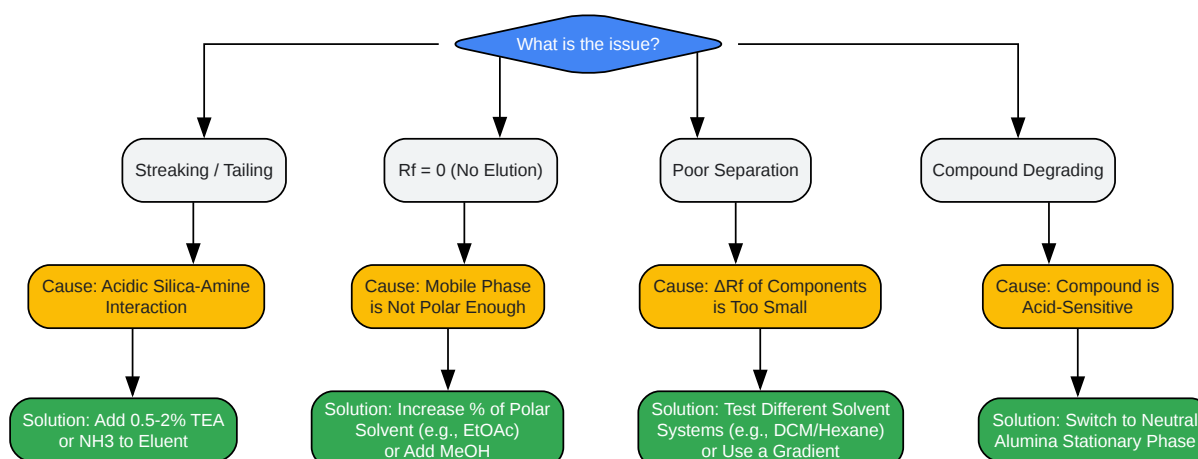 What is the issue?
Streaking / Tailing
Rf = 0 (No Elution)
Poor Separation
Compound Degrading
Cause: Acidic Silica-Amine
Interaction
Cause: Mobile Phase
is Not Polar Enough
Cause: ΔRf of Components
is Too Small
Cause: Compound is
Acid-Sensitive
Solution: Add 0.5-2% TEA
or NH3 to Eluent
Solution: Increase % of Polar
Solvent (e.g., EtOAc)
or Add MeOH
Solution: Test Different Solvent
Systems (e.g., DCM/Hexane)
or Use a Gradient
Solution: Switch to Neutral
Alumina Stationary Phase